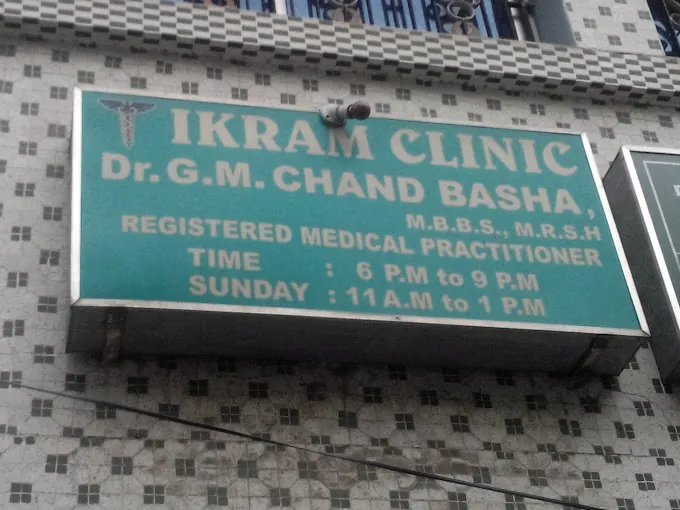 IKRAM CLINIC
Dr. G.M. CHAND BASHA,
M.B.B.S., M.R.S.H
REGISTERED MEDICAL PRACTITIONER
TIME : 6 P.M to 9 P.M
SUNDAY : 11 A.M to 1 P.M